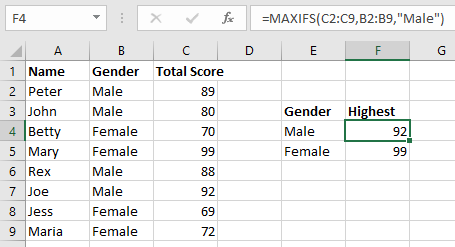 F4 fx =MAXIFS(C2:C9,B2:B9,"Male")
A B C D E F G
1 Name Gender Total Score
2 Peter Male 89
3 John Male 80 Gender Highest
4 Betty Female 70 Male 92
5 Mary Female 99 Female 99
6 Rex Male 88
7 Joe Male 92
8 Jess Female 69
9 Maria Female 72